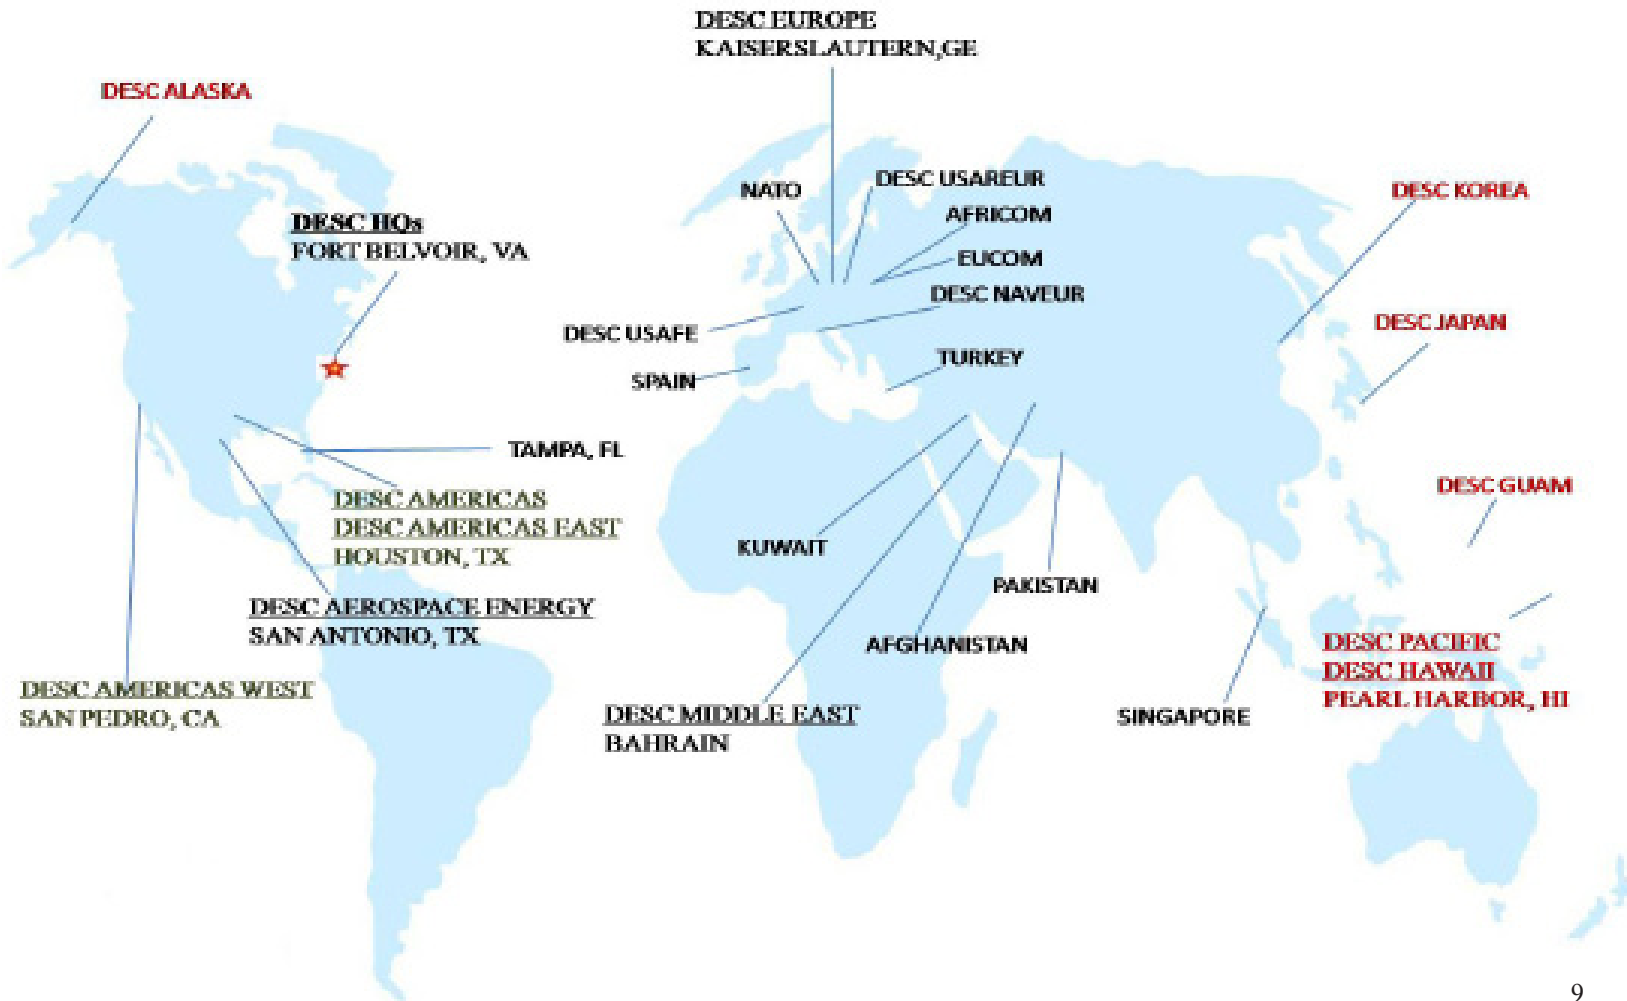 DESC EUROPE
KAISERSLAUTERN,GE
DESC ALASKA
NATO
DESC USAREUR
DESC KOREA
DESC HQs
FORT BELVOIR, VA
AFRICOM
EUCOM
DESC NAVEUR
DESC USAFE
DESC JAPAN
TURKEY
SPAIN
TAMPA, FL
DESC AMERICAS
DESC AMERICAS EAST
HOUSTON, TX
DESC GUAM
KUWAIT
PAKISTAN
DESC AEROSPACE ENERGY
SAN ANTONIO, TX
AFGHANISTAN
DESC PACIFIC
DESC HAWAII
PEARL HARBOR, HI
DESC AMERICAS WEST
SAN PEDRO, CA
DESC MIDDLE EAST
BAHRAIN
SINGAPORE
9